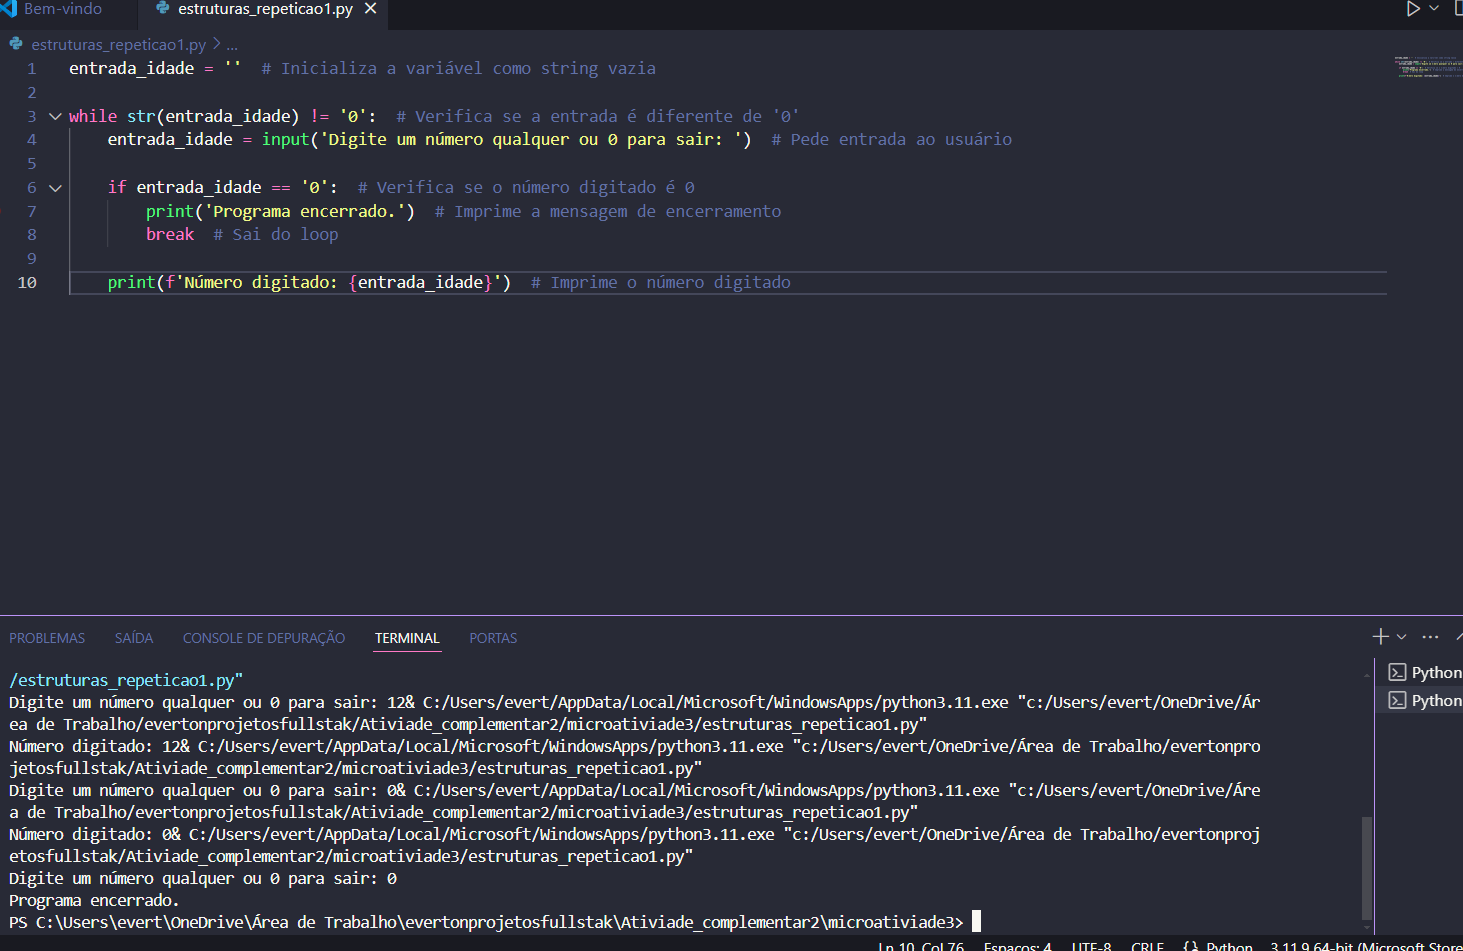 Bem-vindo
estruturas_repeticao1.py
estruturas_repeticao1.py > ...
1 entrada_idade = '' # Inicializa a variável como string vazia
2
3 while str(entrada_idade) != '0': # Verifica se a entrada é diferente de '0'
4 entrada_idade = input('Digite um número qualquer ou 0 para sair: ') # Pede entrada ao usuário
5
6 if entrada_idade == '0': # Verifica se o número digitado é 0
7 print('Programa encerrado.') # Imprime a mensagem de encerramento
8 break # Sai do loop
9
10 print(f'Número digitado: {entrada_idade}') # Imprime o número digitado
PROBLEMAS SAÍDA CONSOLE DE DEPURAÇÃO TERMINAL PORTAS
/estruturas_repeticao1.py"
Digite um número qualquer ou 0 para sair: 12& C:/Users/evert/AppData/Local/Microsoft/WindowsApps/python3.11.exe "c:/Users/evert/OneDrive/Ár
ea de Trabalho/evertonprojetosfullstak/Ativiade_complementar2/microativiade3/estruturas_repeticao1.py"
Número digitado: 12& C:/Users/evert/AppData/Local/Microsoft/WindowsApps/python3.11.exe "c:/Users/evert/OneDrive/Área de Trabalho/evertonpro
jetosfullstak/Ativiade_complementar2/microativiade3/estruturas_repeticao1.py"
Digite um número qualquer ou 0 para sair: 0& C:/Users/evert/AppData/Local/Microsoft/WindowsApps/python3.11.exe "c:/Users/evert/OneDrive/Áre
a de Trabalho/evertonprojetosfullstak/Ativiade_complementar2/microativiade3/estruturas_repeticao1.py"
Número digitado: 0& C:/Users/evert/AppData/Local/Microsoft/WindowsApps/python3.11.exe "c:/Users/evert/OneDrive/Área de Trabalho/evertonproj
etosfullstak/Ativiade_complementar2/microativiade3/estruturas_repeticao1.py"
Digite um número qualquer ou 0 para sair: 0
Programa encerrado.
PS C:\Users\evert\OneDrive\Área de Trabalho\evertonprojetosfullstak\Ativiade_complementar2\microativiade3>
Python
Python
Ln 10, Col 76 Espaços: 4 UTF-8 CRLF {} Python 3.11.9 64-bit (Microsoft Store